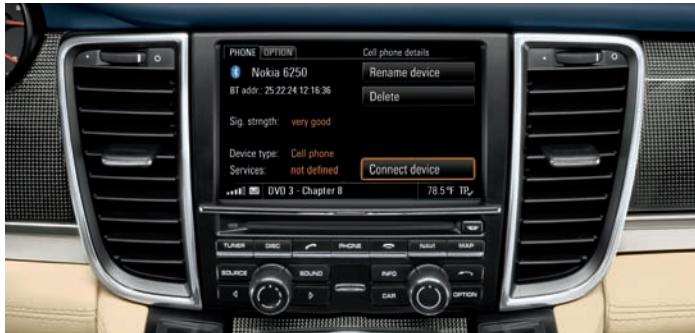 PHONE OPTION Cell phone details
Nokia 6250 Rename device
BT addr.: 25:22:24:12:16:36 Delete
Sig. strngth: very good
Device type: Cell phone
Services: not defined Connect device
DVD 3 - Chapter 8 78.5 °F TP
TUNER DISC PHONE NAVI MAP
SOURCE SOUND INFO
CAR OPTION